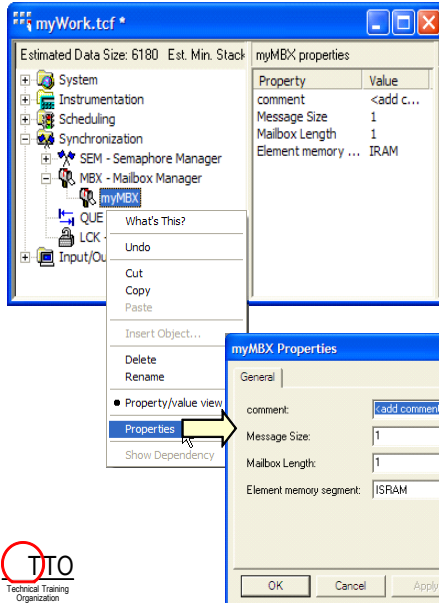 myWork.tcf *
Estimated Data Size: 6180 Est. Min. Stack
myMBX properties
System
Instrumentation
Scheduling
Synchronization
SEM - Semaphore Manager
MBX - Mailbox Manager
myMBX
QUE
LCK -
Input/Ou
Property Value
comment <add c...
Message Size 1
Mailbox Length 1
Element memory ... IRAM
What's This?
Undo
Cut
Copy
Paste
Insert Object...
Delete
Rename
Property/value view
Properties
Show Dependency
myMBX Properties
General
comment: <add comment
Message Size: 1
Mailbox Length: 1
Element memory segment: ISRAM
OK Cancel Apply
TTO
Technical Training
Organization